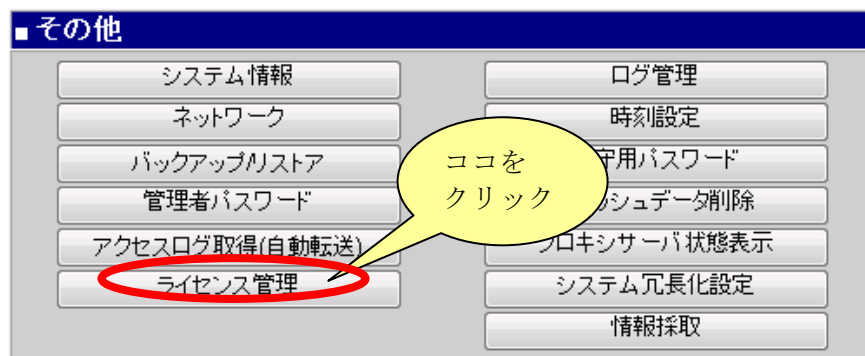 ■その他
システム情報
ログ管理
ネットワーク
時刻設定
バックアップ/リストア
守用パスワード
管理者パスワード
シュデータ削除
アクセスログ取得(自動転送)
プロキシサーバ状態表示
ライセンス管理
システム冗長化設定
情報採取
ココを
クリック